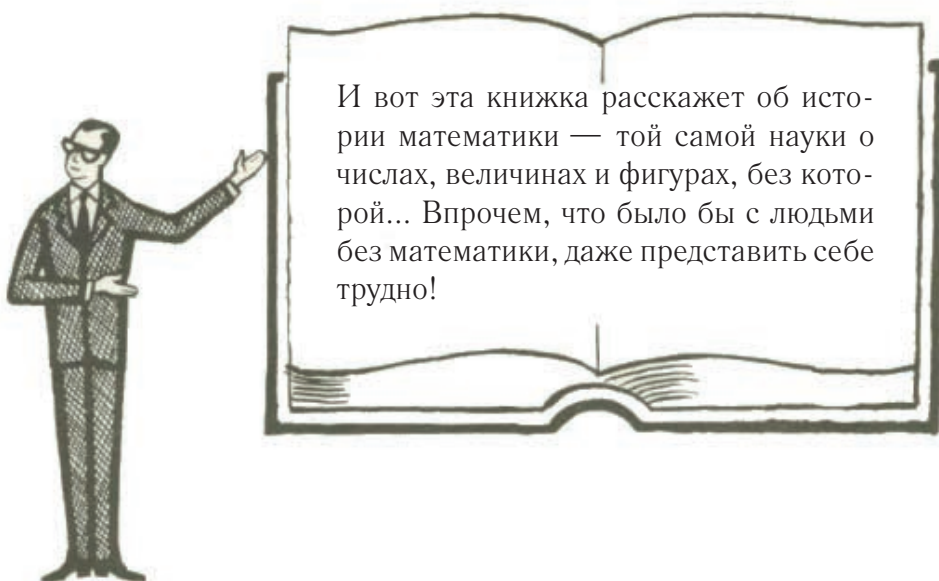 И вот эта книжка расскажет об исто-
рии математики — той самой науки о
числах, величинах и фигурах, без кото-
рой... Впрочем, что было бы с людьми
без математики, даже представить себе
трудно!